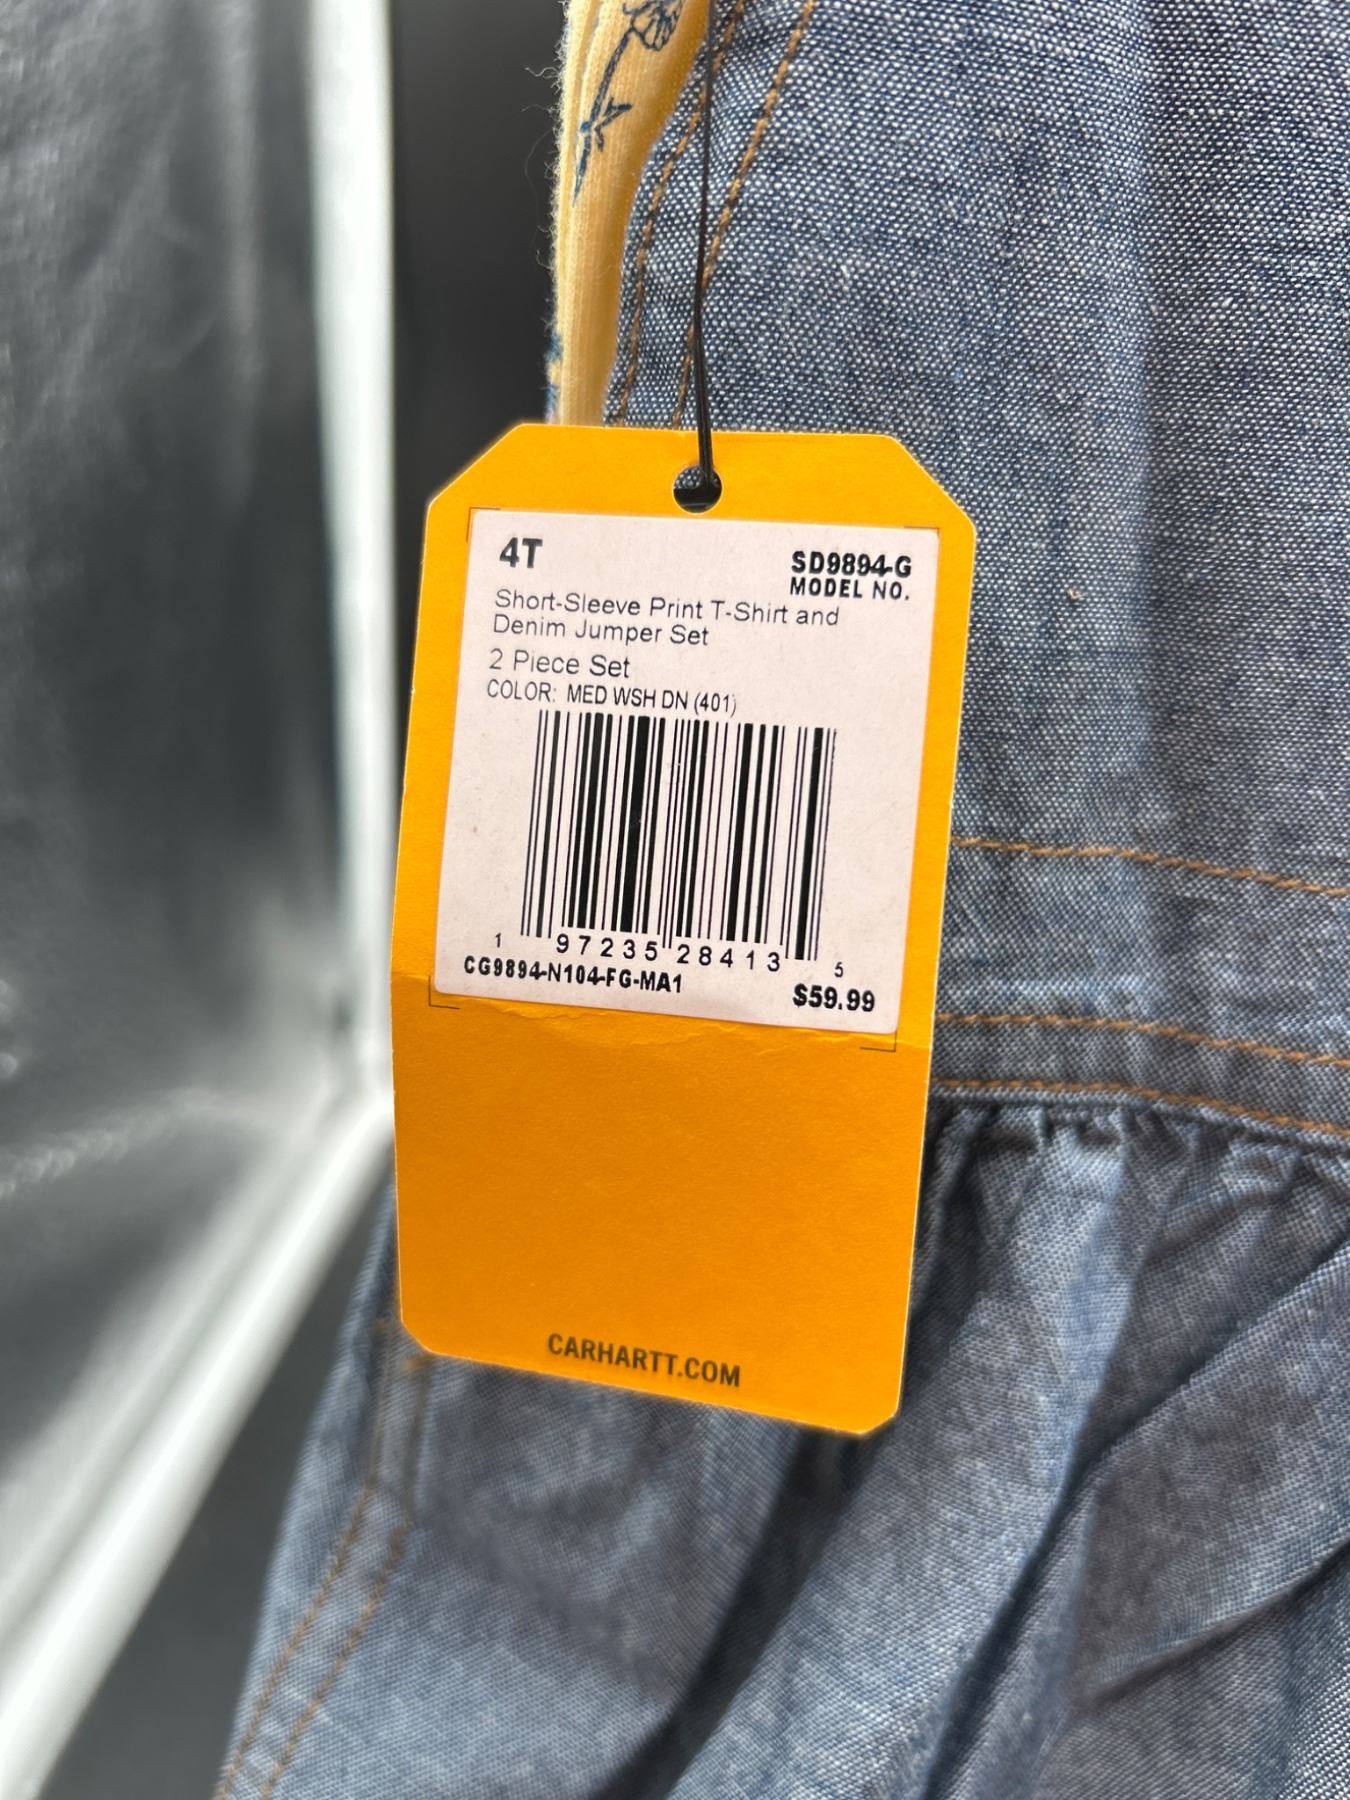 4T
SD9894-G
MODEL NO.
Short-Sleeve Print T-Shirt and
Denim Jumper Set
2 Piece Set
COLOR: MED WSH DN (401)
1 97235 28413 5
CG9894-N104-FG-MA1
$59.99
CARHARTT.COM